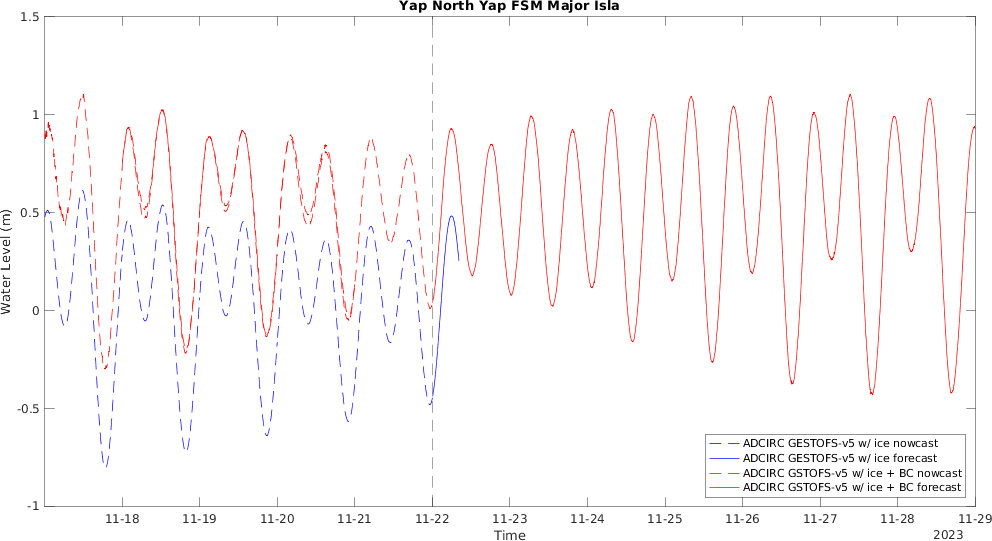 Yap North Yap FSM Major Isla
1.5
1
0.5
0
-0.5
-1
Water Level (m)
11-18
11-19
11-20
11-21
11-22
11-23
11-24
11-25
11-26
11-27
11-28
11-29
Time
2023
ADCIRC GESTOFS-v5 w/ ice nowcast
ADCIRC GESTOFS-v5 w/ ice forecast
ADCIRC GSTOFS-v5 w/ ice + BC nowcast
ADCIRC GSTOFS-v5 w/ ice + BC forecast